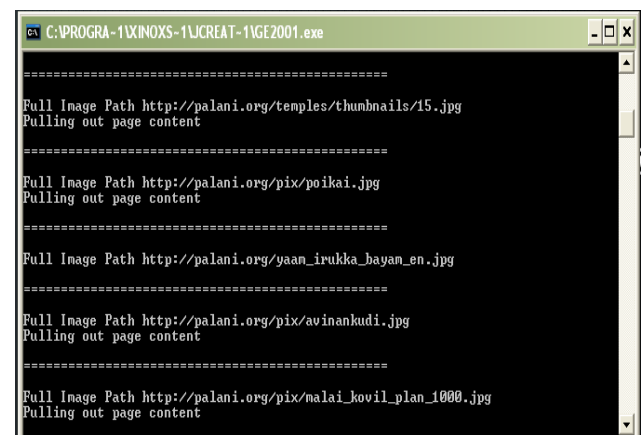 C:\PROGRA~1\XINOXS~1\JCREAT~1\GE2001.exe
=================================================
Full Image Path http://palani.org/temples/thumbnails/15.jpg
Pulling out page content
=================================================
Full Image Path http://palani.org/pix/poikai.jpg
Pulling out page content
=================================================
Full Image Path http://palani.org/yaam_irukka_bayam_en.jpg
=================================================
Full Image Path http://palani.org/pix/avinankudi.jpg
Pulling out page content
=================================================
Full Image Path http://palani.org/pix/malai_kovil_plan_1000.jpg
Pulling out page content